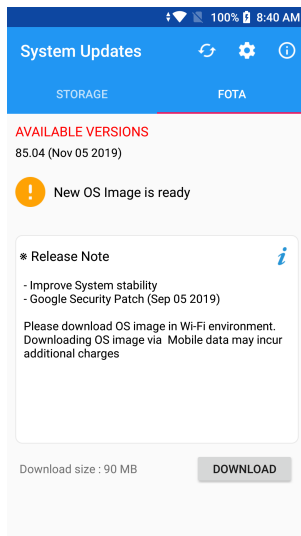 100% 8:40 AM
System Updates
STORAGE FOTA
AVAILABLE VERSIONS
85.04 (Nov 05 2019)
New OS Image is ready
※ Release Note
- Improve System stability
- Google Security Patch (Sep 05 2019)
Please download OS image in Wi-Fi environment.
Downloading OS image via  Mobile data may incur
additional charges
Download size : 90 MB DOWNLOAD